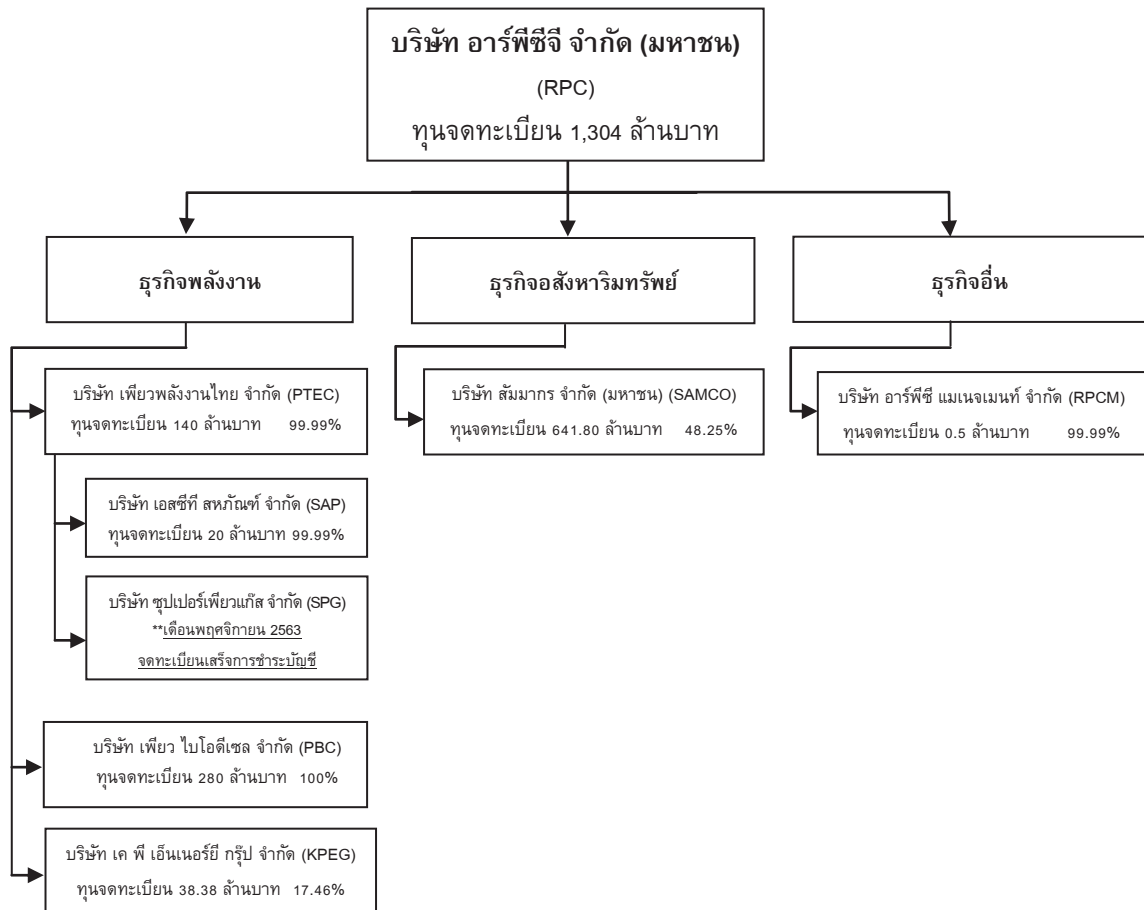 บริษัท อาร์พีซีจี จำกัด (มหาชน)
(RPC)
ทุนจดทะเบียน 1,304 ล้านบาท
ธุรกิจพลังงาน
บริษัท เพียวพลังงานไทย จำกัด (PTEC)
ทุนจดทะเบียน 140 ล้านบาท 99.99%
บริษัท เอสซีที สหภัณฑ์ จำกัด (SAP)
ทุนจดทะเบียน 20 ล้านบาท 99.99%
บริษัท ซุปเปอร์เพียวแก๊ส จำกัด (SPG)
**เดือนพฤศจิกายน 2563
จดทะเบียนเสร็จการชำระบัญชี
บริษัท เพียว ไบโอดีเซล จำกัด (PBC)
ทุนจดทะเบียน 280 ล้านบาท 100%
บริษัท เค พี เอ็นเนอร์ยี กรุ๊ป จำกัด (KPEG)
ทุนจดทะเบียน 38.38 ล้านบาท 17.46%
ธุรกิจอสังหาริมทรัพย์
บริษัท สัมมากร จำกัด (มหาชน) (SAMCO)
ทุนจดทะเบียน 641.80 ล้านบาท 48.25%
ธุรกิจอื่น
บริษัท อาร์พีซี แมเนจเมนท์ จำกัด (RPCM)
ทุนจดทะเบียน 0.5 ล้านบาท 99.99%